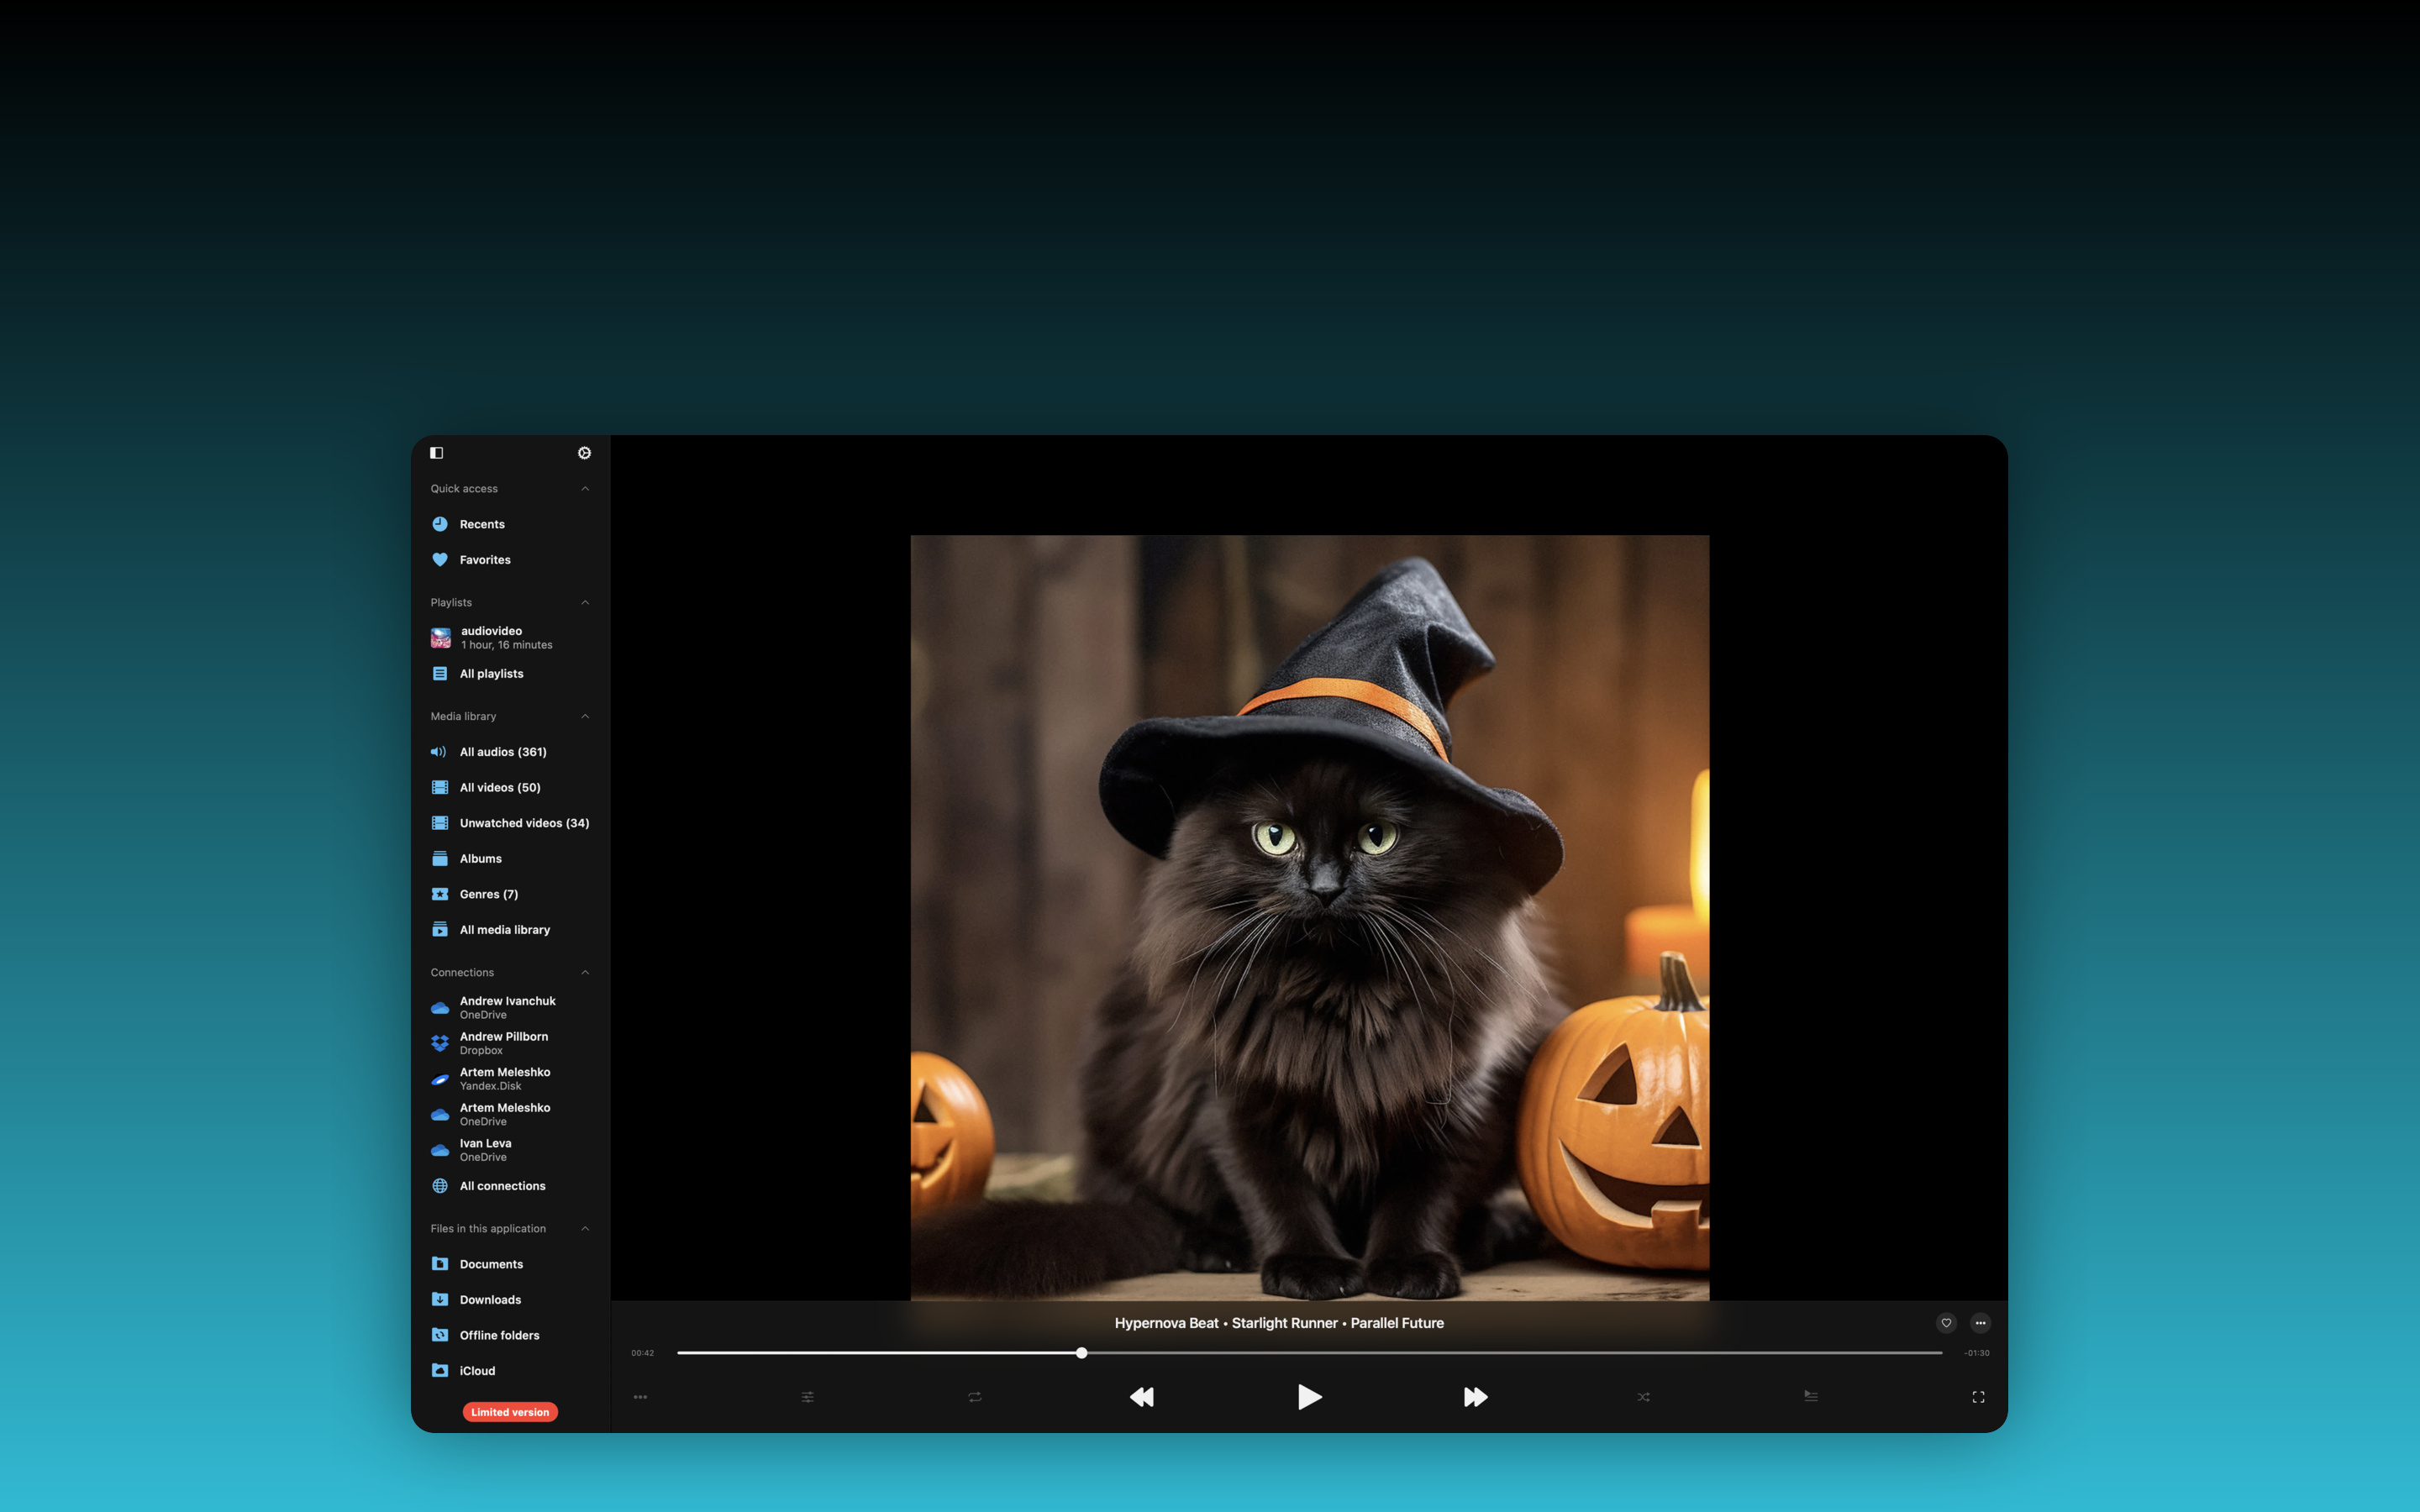 Quick access
Recents
Favorites
Playlists
audiovideo
1 hour, 16 minutes
All playlists
Media library
All audios (361)
All videos (50)
Unwatched videos (34)
Albums
Genres (7)
All media library
Connections
Andrew Ivanchuk
OneDrive
Andrew Pillborn
Dropbox
Artem Meleshko
Yandex.Disk
Artem Meleshko
OneDrive
Ivan Leva
OneDrive
All connections
Files in this application
Documents
Downloads
Offline folders
iCloud
Limited version
Hypernova Beat • Starlight Runner • Parallel Future
00:42
-01:30